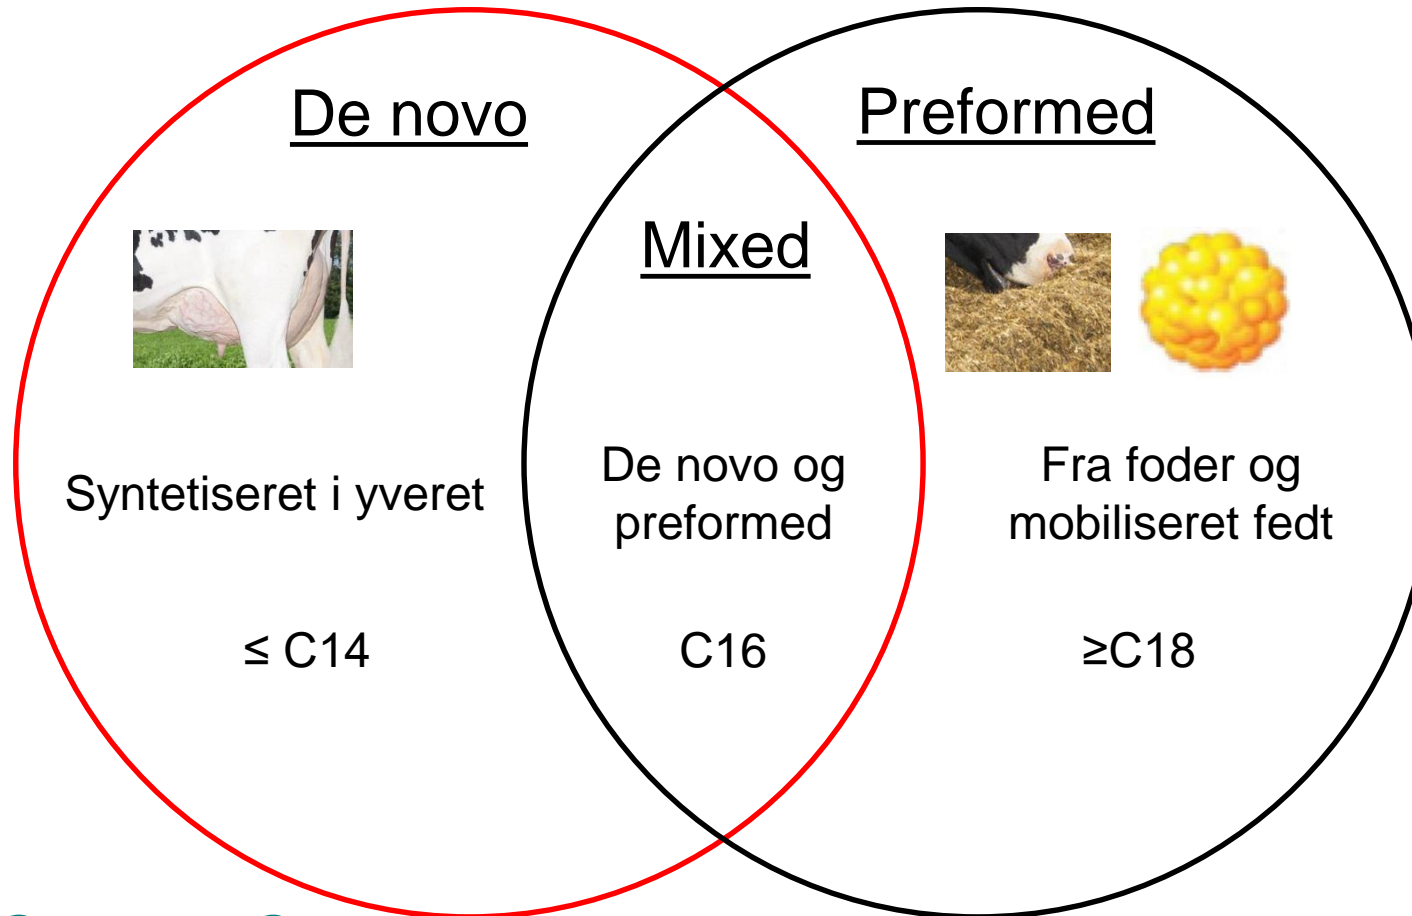 De novo
Preformed
Mixed
Syntetiseret i yveret
De novo og
preformed
Fra foder og
mobiliseret fedt
≤ C14
C16
≥C18